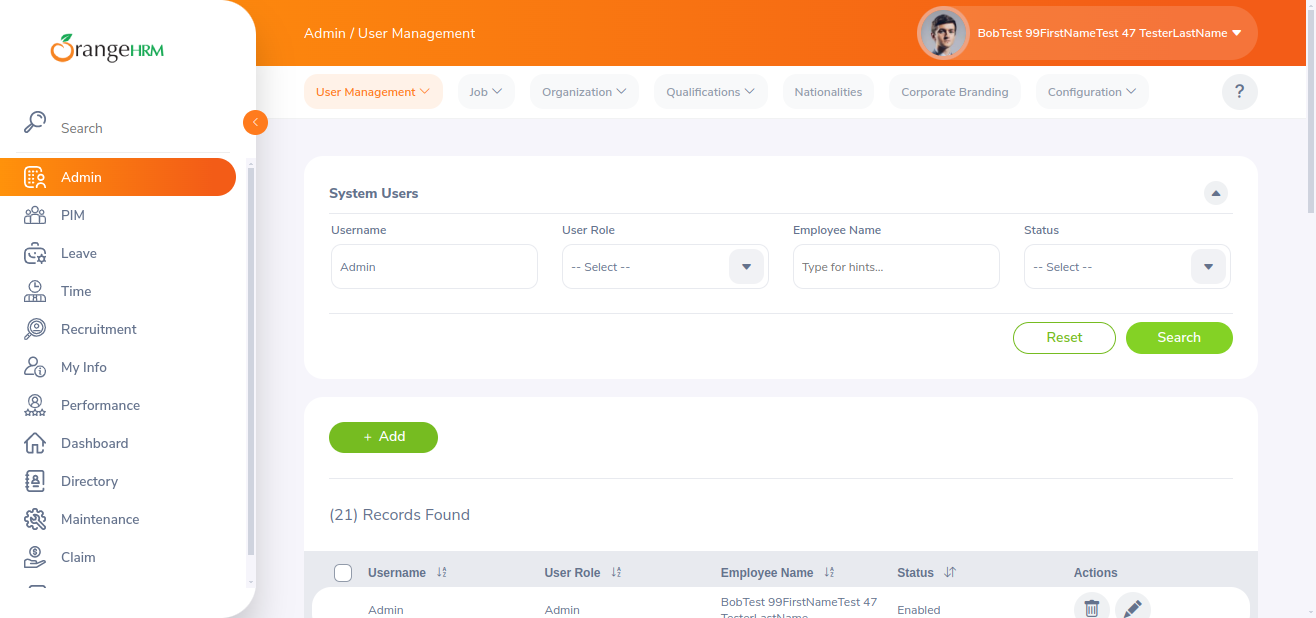 OrangeHRM
Admin / User Management
BobTest 99FirstNameTest 47 TesterLastName
User Management
Job
Organization
Qualifications
Nationalities
Corporate Branding
Configuration
?
Search
Admin
PIM
Leave
Time
Recruitment
My Info
Performance
Dashboard
Directory
Maintenance
Claim
System Users
Username
User Role
Employee Name
Status
Admin
-- Select --
Type for hints...
-- Select --
Reset
Search
+ Add
(21) Records Found
Username
User Role
Employee Name
Status
Actions
Admin
Admin
BobTest 99FirstNameTest 47
TesterLastName
Enabled